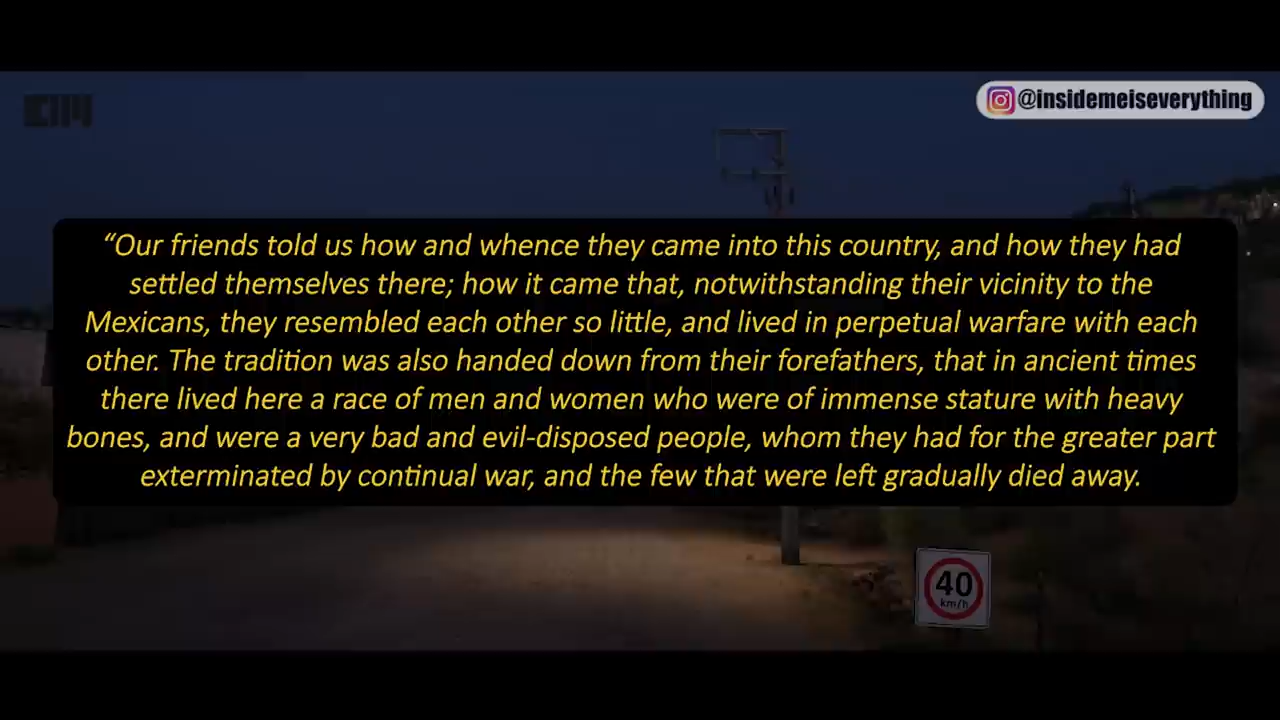 @insidemeiseverything
“Our friends told us how and whence they came into this country, and how they had
settled themselves there; how it came that, notwithstanding their vicinity to the
Mexicans, they resembled each other so little, and lived in perpetual warfare with each
other. The tradition was also handed down from their forefathers, that in ancient times
there lived here a race of men and women who were of immense stature with heavy
bones, and were a very bad and evil-disposed people, whom they had for the greater part
exterminated by continual war, and the few that were left gradually died away.
40
km/h